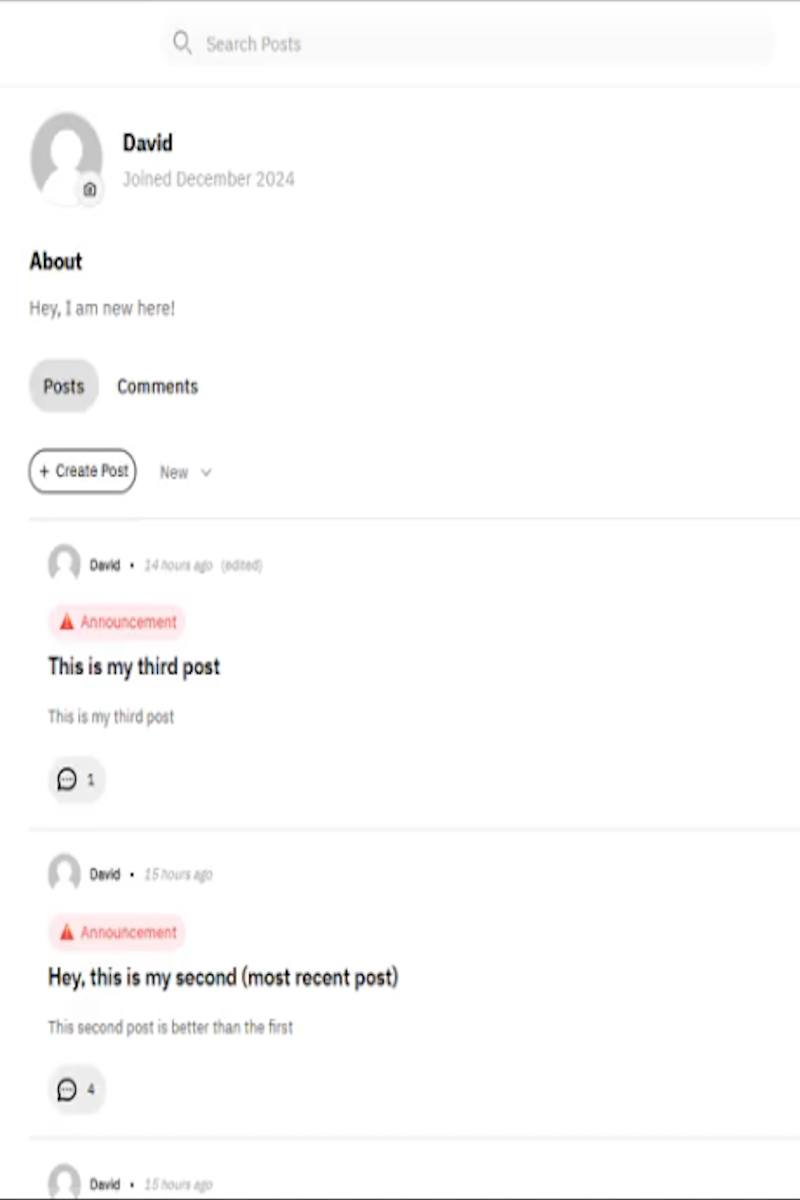 Search Posts
David
Joined December 2024
About
Hey, I am new here!
Posts Comments
+ Create Post New
David • 14 hours ago (edited)
Announcement
This is my third post
This is my third post
1
David • 15 hours ago
Announcement
Hey, this is my second (most recent post)
This second post is better than the first
4
David • 15 hours ago